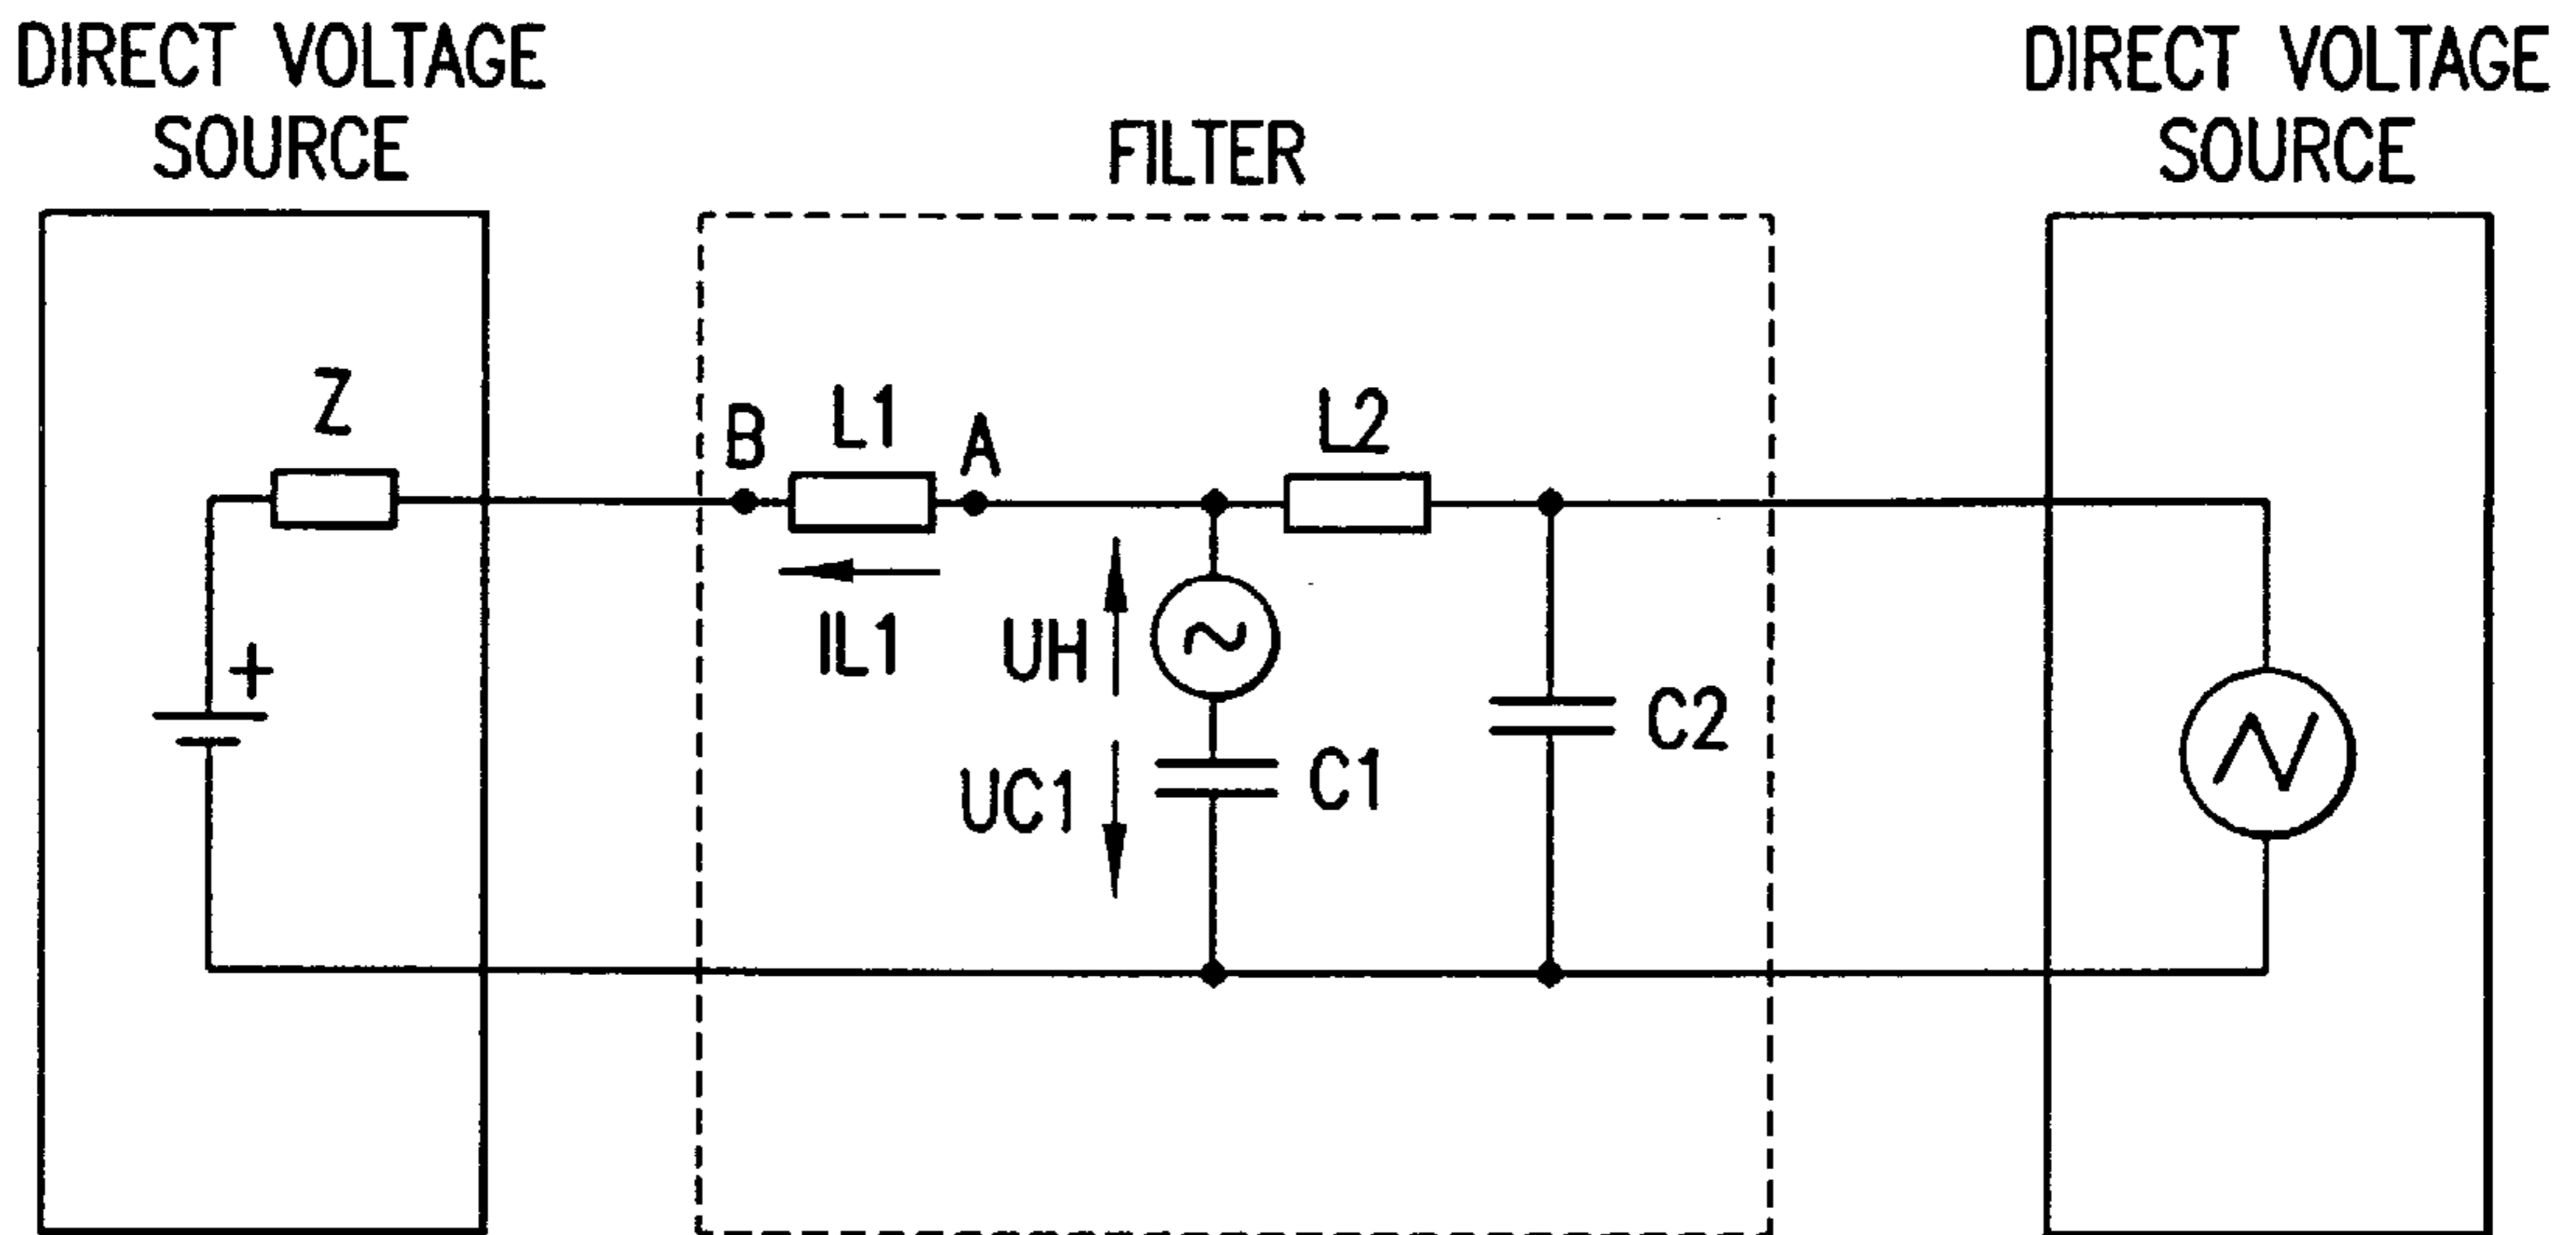 DIRECT VOLTAGE
SOURCE
FILTER
DIRECT VOLTAGE
SOURCE
Z
B
L1
A
L2
IL1
UH
+
UC1
C1
C2